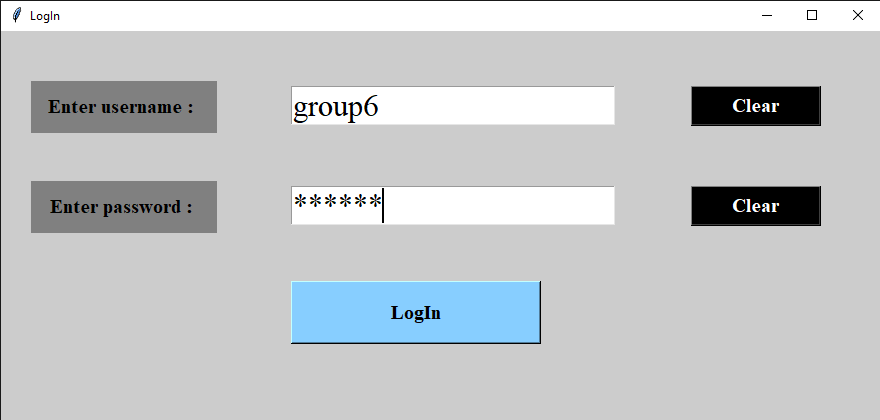 LogIn
Enter username :
group6
Clear
Enter password :
******
Clear
LogIn